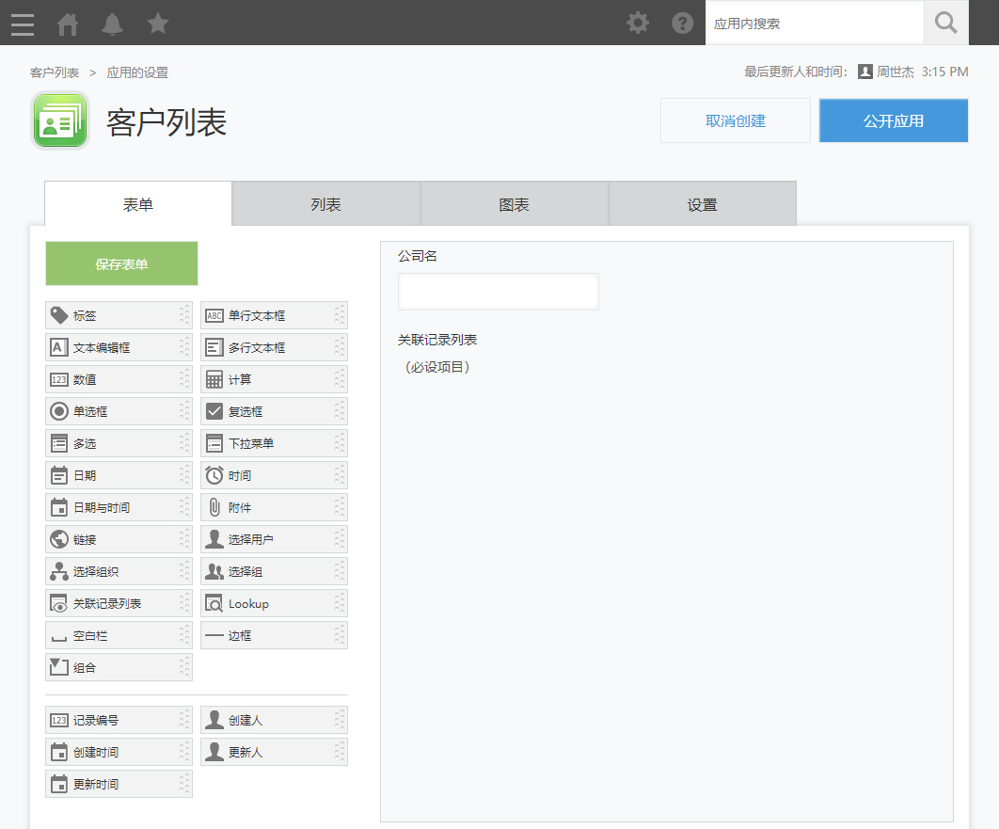 应用内搜索
客户列表 > 应用的设置
最后更新人和时间： 周世杰 3:15 PM
客户列表
取消创建
公开应用
表单
列表
图表
设置
保存表单
标签
ABC 单行文本框
A 文本编辑框
多行文本框
123 数值
计算
单选框
复选框
多选
下拉菜单
日期
时间
日期与时间
附件
链接
选择用户
选择组织
选择组
关联记录列表
Lookup
空白栏
边框
组合
123 记录编号
创建人
创建时间
更新人
更新时间
公司名
关联记录列表
（必设项目）